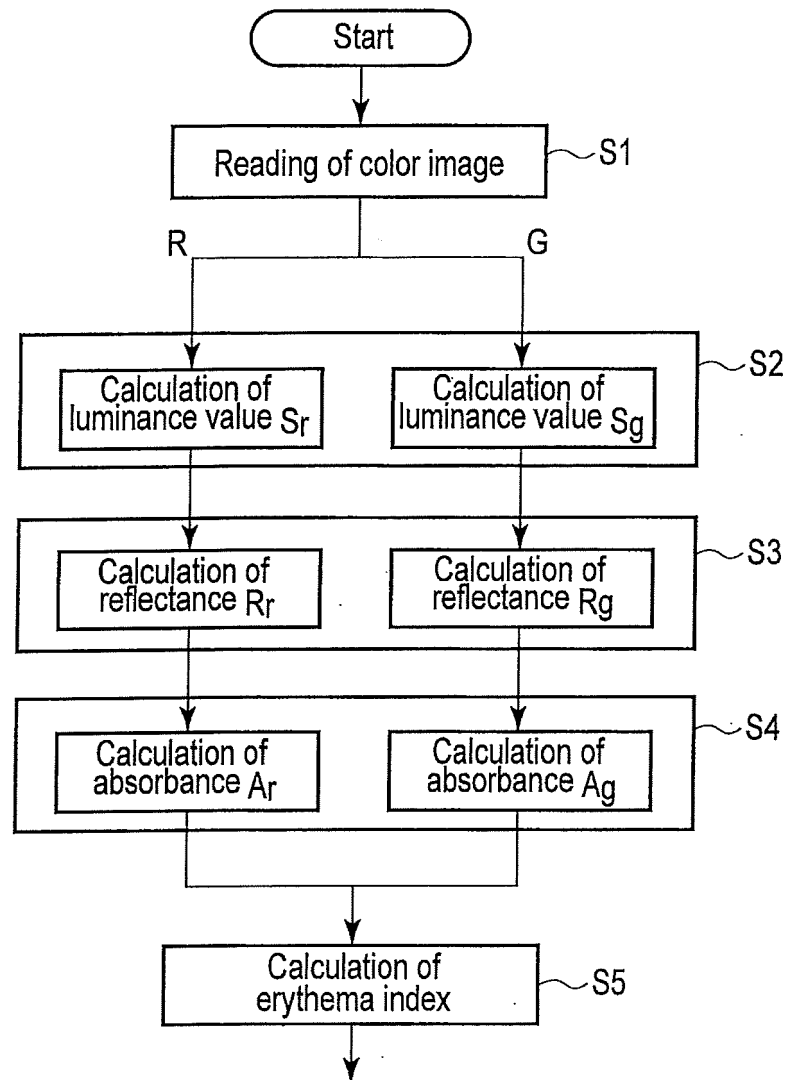 Start
Reading of color image
S1
R
G
Calculation of
luminance value Sr
Calculation of
luminance value Sg
S2
Calculation of
reflectance Rr
Calculation of
reflectance Rg
S3
Calculation of
absorbance Ar
Calculation of
absorbance Ag
S4
Calculation of
erythema index
S5